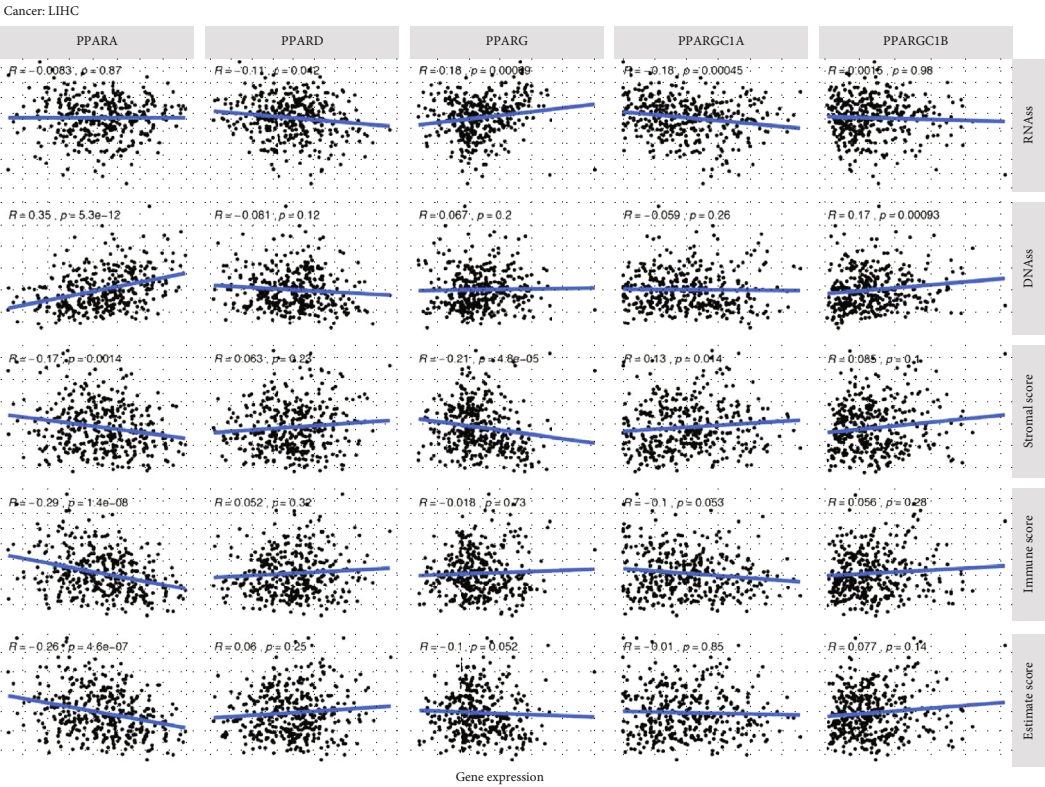 Cancer: LIHC
PPARA PPARD PPARG PPARGC1A PPARGC1B
R = −0.0083 , p = 0.87 R = −0.11 , p = 0.042 R = 0.18 , p = 0.00089 R = −0.18 , p = 0.00045 R = 0.0015 , p = 0.98
RNAss
R = 0.35 , p = 5.3e−12 R = −0.081 , p = 0.12 R = 0.067 , p = 0.2 R = −0.059 , p = 0.26 R = 0.17 , p = 0.00093
DNAss
R = −0.17 , p = 0.0014 R = 0.063 , p = 0.23 R = −0.21 , p = 4.8e−05 R = 0.13 , p = 0.014 R = 0.085 , p = 0.1
Stromal score
R = −0.29 , p = 1.4e−08 R = 0.052 , p = 0.32 R = −0.018 , p = 0.73 R = −0.1 , p = 0.053 R = 0.056 , p = 0.28
Immune score
R = −0.26 , p = 4.6e−07 R = 0.06 , p = 0.25 R = −0.1 , p = 0.052 R = −0.01 , p = 0.85 R = 0.077 , p = 0.14
Estimate score
Gene expression